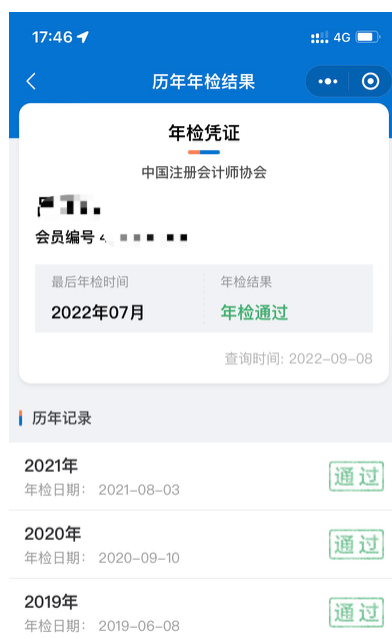 17:46
4G
历年年检结果
年检凭证
中国注册会计师协会
会员编号
最后年检时间 年检结果
2022年07月 年检通过
查询时间: 2022-09-08
历年记录
2021年
年检日期: 2021-08-03
通过
2020年
年检日期: 2020-09-10
通过
2019年
年检日期: 2019-06-08
通过